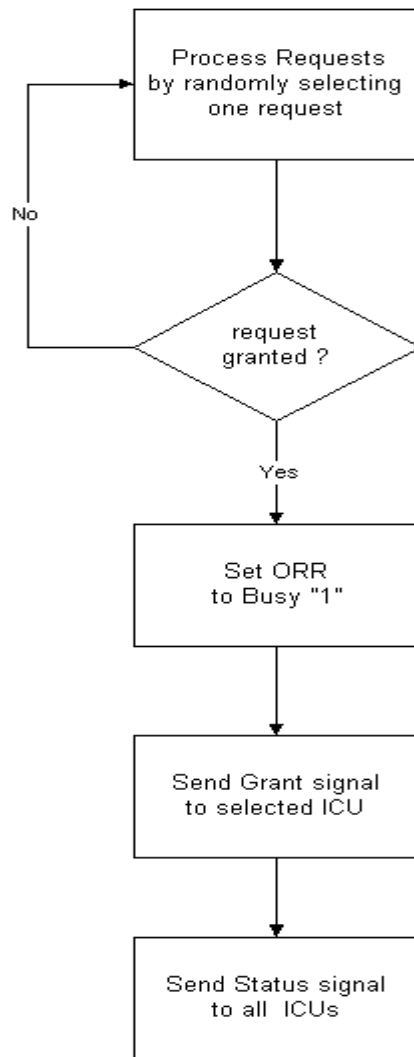 Process Requests
by randomly selecting
one request
No
request
granted ?
Yes
Set ORR
to Busy "1"
Send Grant signal
to selected ICU
Send Status signal
to all ICUs